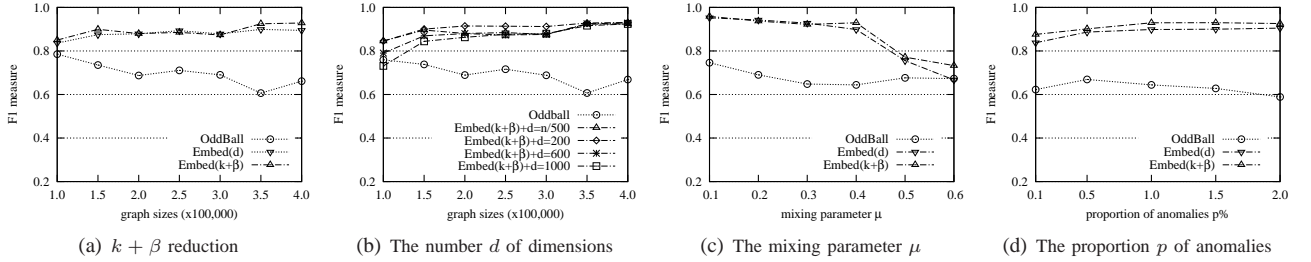 F1 measure
1.0
0.8
0.6
0.4
0.2
OddBall
Embed(d)
Embed(k+β)
1.0 1.5 2.0 2.5 3.0 3.5 4.0
graph sizes (x100,000)
(a) k + β reduction
F1 measure
1.0
0.8
0.6
0.4
0.2
Oddball
Embed(k+β)+d=n/500
Embed(k+β)+d=200
Embed(k+β)+d=600
Embed(k+β)+d=1000
1.0 1.5 2.0 2.5 3.0 3.5 4.0
graph sizes (x100,000)
(b) The number d of dimensions
F1 measure
1.0
0.8
0.6
0.4
0.2
OddBall
Embed(d)
Embed(k+β)
0.1 0.2 0.3 0.4 0.5 0.6
mixing parameter μ
(c) The mixing parameter μ
F1 measure
1.0
0.8
0.6
0.4
0.2
OddBall
Embed(d)
Embed(k+β)
0.1 0.5 1.0 1.5 2.0
proportion of anomalies p%
(d) The proportion p of anomalies